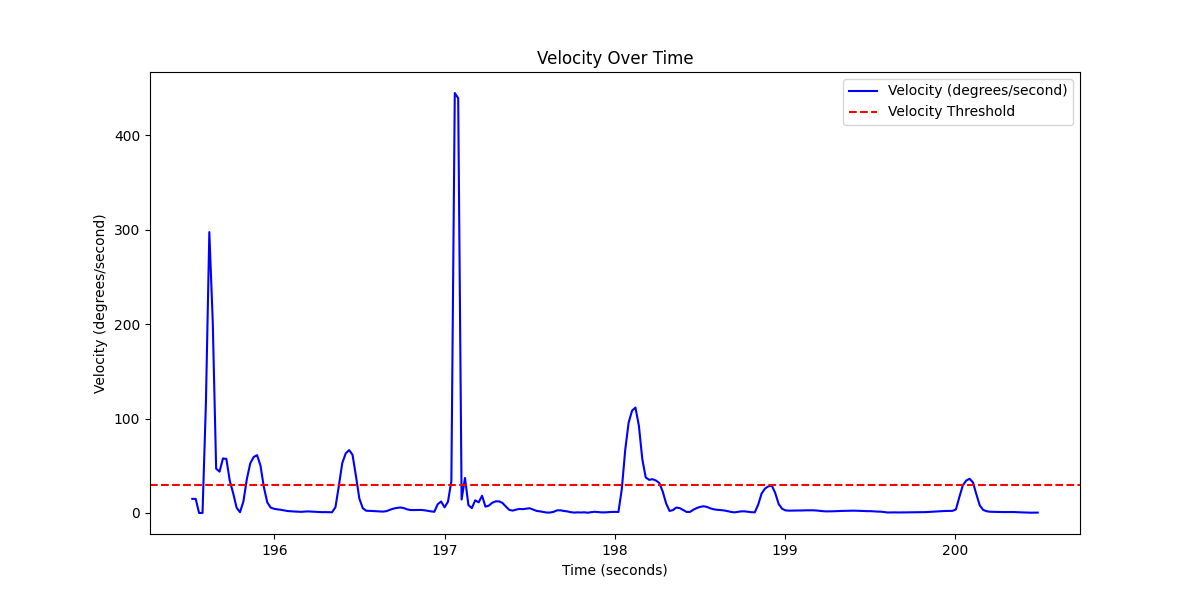 Velocity Over Time
Velocity (degrees/second)
Velocity Threshold
Velocity (degrees/second)
400
300
200
100
0
196
197
198
199
200
Time (seconds)